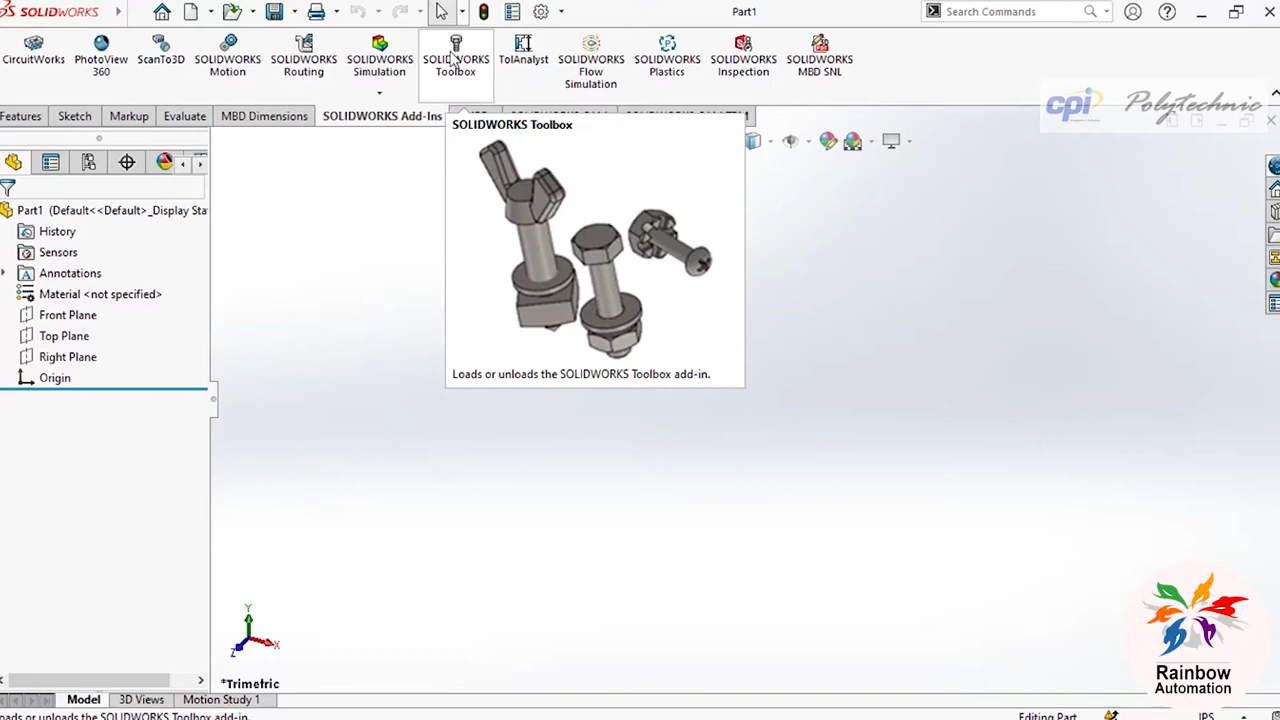 SOLIDWORKS
Part1
Search Commands
CircuitWorks
PhotoView
360
ScanTo3D
SOLIDWORKS
Motion
SOLIDWORKS
Routing
SOLIDWORKS
Simulation
SOLIDWORKS
Toolbox
TolAnalyst
SOLIDWORKS
Flow
Simulation
SOLIDWORKS
Plastics
SOLIDWORKS
Inspection
SOLIDWORKS
MBD SNL
cpi
Polytechnic
Features
Sketch
Markup
Evaluate
MBD Dimensions
SOLIDWORKS Add-Ins
SOLIDWORKS Toolbox
Loads or unloads the SOLIDWORKS Toolbox add-in.
Part1 (Default<<Default>_Display Sta
History
Sensors
Annotations
Material <not specified>
Front Plane
Top Plane
Right Plane
Origin
Y
X
Z
*Trimetric
Rainbow
Automation
Model
3D Views
Motion Study 1
oads or unloads the SOLIDWORKS Toolbox add-in.
Editing Part
IPS